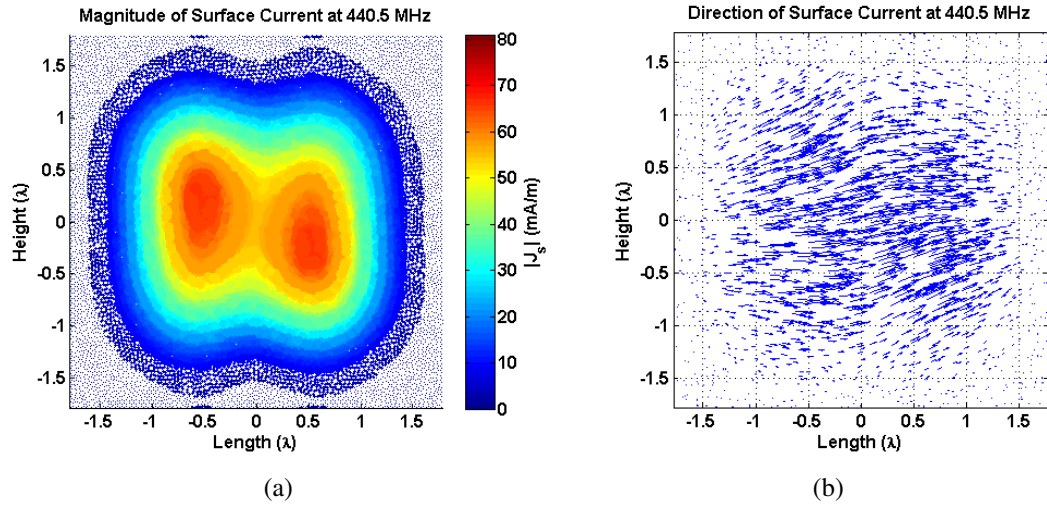 Magnitude of Surface Current at 440.5 MHz
1.5
1
0.5
0
-0.5
-1
-1.5
Height (λ)
-1.5 -1 -0.5 0 0.5 1 1.5
Length (λ)
80
70
60
50
40
30
20
10
0
|J_s| (mA/m)
(a)
Direction of Surface Current at 440.5 MHz
1.5
1
0.5
0
-0.5
-1
-1.5
Height (λ)
-1.5 -1 -0.5 0 0.5 1 1.5
Length (λ)
(b)